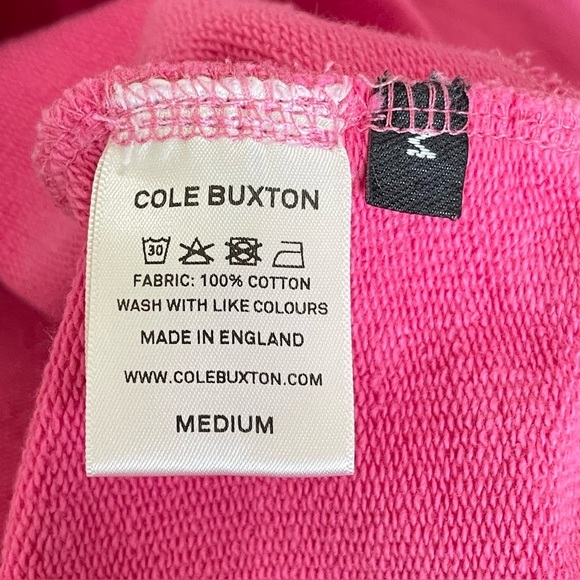 COLE BUXTON
30
FABRIC: 100% COTTON
WASH WITH LIKE COLOURS
MADE IN ENGLAND
WWW.COLEBUXTON.COM
MEDIUM